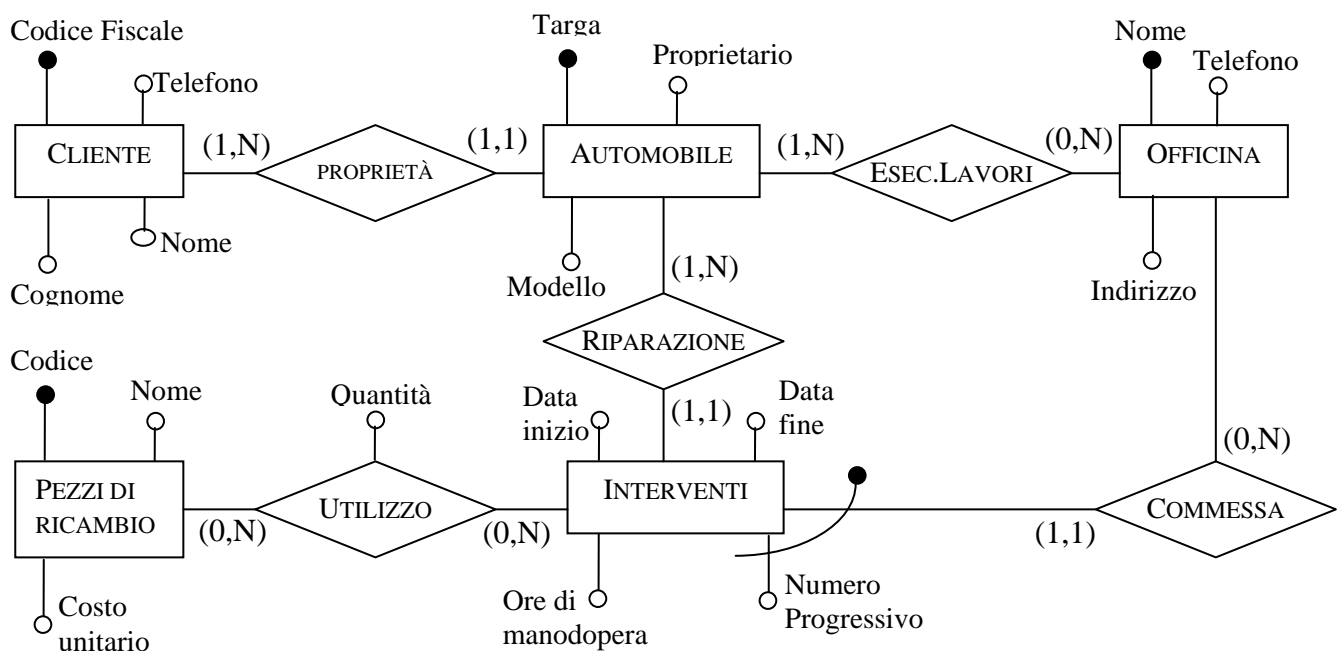 Codice Fiscale
Targa
Nome
Telefono
Proprietario
Telefono
CLIENTE
(1,N)
PROPRIETÀ
(1,1)
AUTOMOBILE
(1,N)
ESEC.LAVORI
(0,N)
OFFICINA
Nome
Cognome
Modello
(1,N)
Indirizzo
RIPARAZIONE
Codice
Nome
Quantità
Data
inizio
(1,1)
Data
fine
(0,N)
PEZZI DI
RICAMBIO
(0,N)
UTILIZZO
(0,N)
INTERVENTI
(1,1)
COMMESSA
Costo
unitario
Ore di
manodopera
Numero
Progressivo